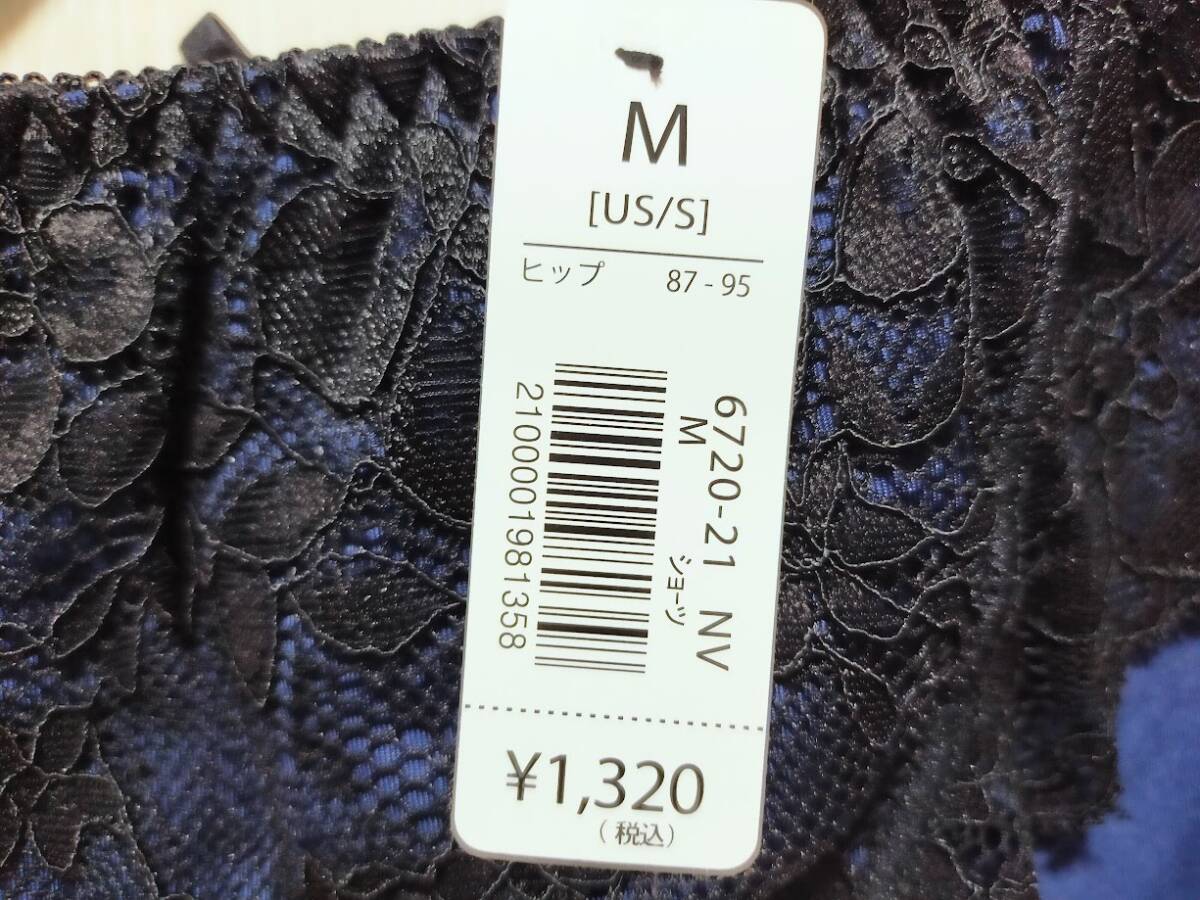 M
[US/S]
ヒップ 87 - 95
6720-21 NV
M ショーツ
2100001981358
¥1,320
(税込)